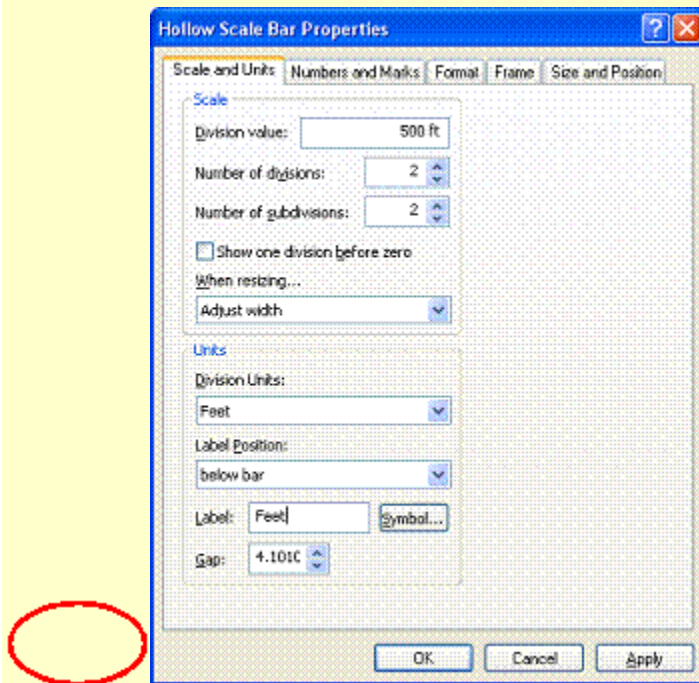 Hollow Scale Bar Properties
Scale and Units Numbers and Marks Format Frame Size and Position
Scale
Division value: 500 ft
Number of divisions: 2
Number of subdivisions: 2
Show one division before zero
When resizing...
Adjust width
Units
Division Units:
Feet
Label Position:
below bar
Label: Feet Symbol...
Gap: 4.101
OK Cancel Apply